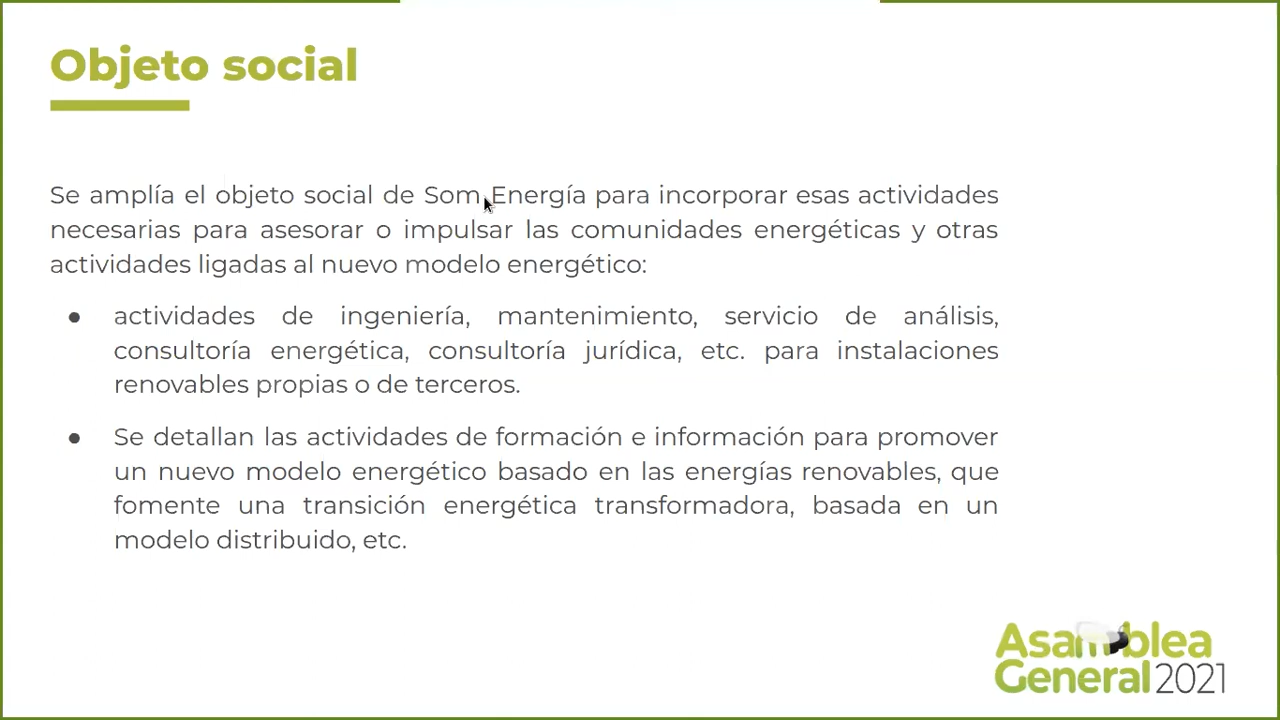 Objeto social
Se amplía el objeto social de Som Energía para incorporar esas actividades
necesarias para asesorar o impulsar las comunidades energéticas y otras
actividades ligadas al nuevo modelo energético:
● actividades de ingeniería, mantenimiento, servicio de análisis,
consultoría energética, consultoría jurídica, etc. para instalaciones
renovables propias o de terceros.
● Se detallan las actividades de formación e información para promover
un nuevo modelo energético basado en las energías renovables, que
fomente una transición energética transformadora, basada en un
modelo distribuido, etc.
Asamblea
General 2021